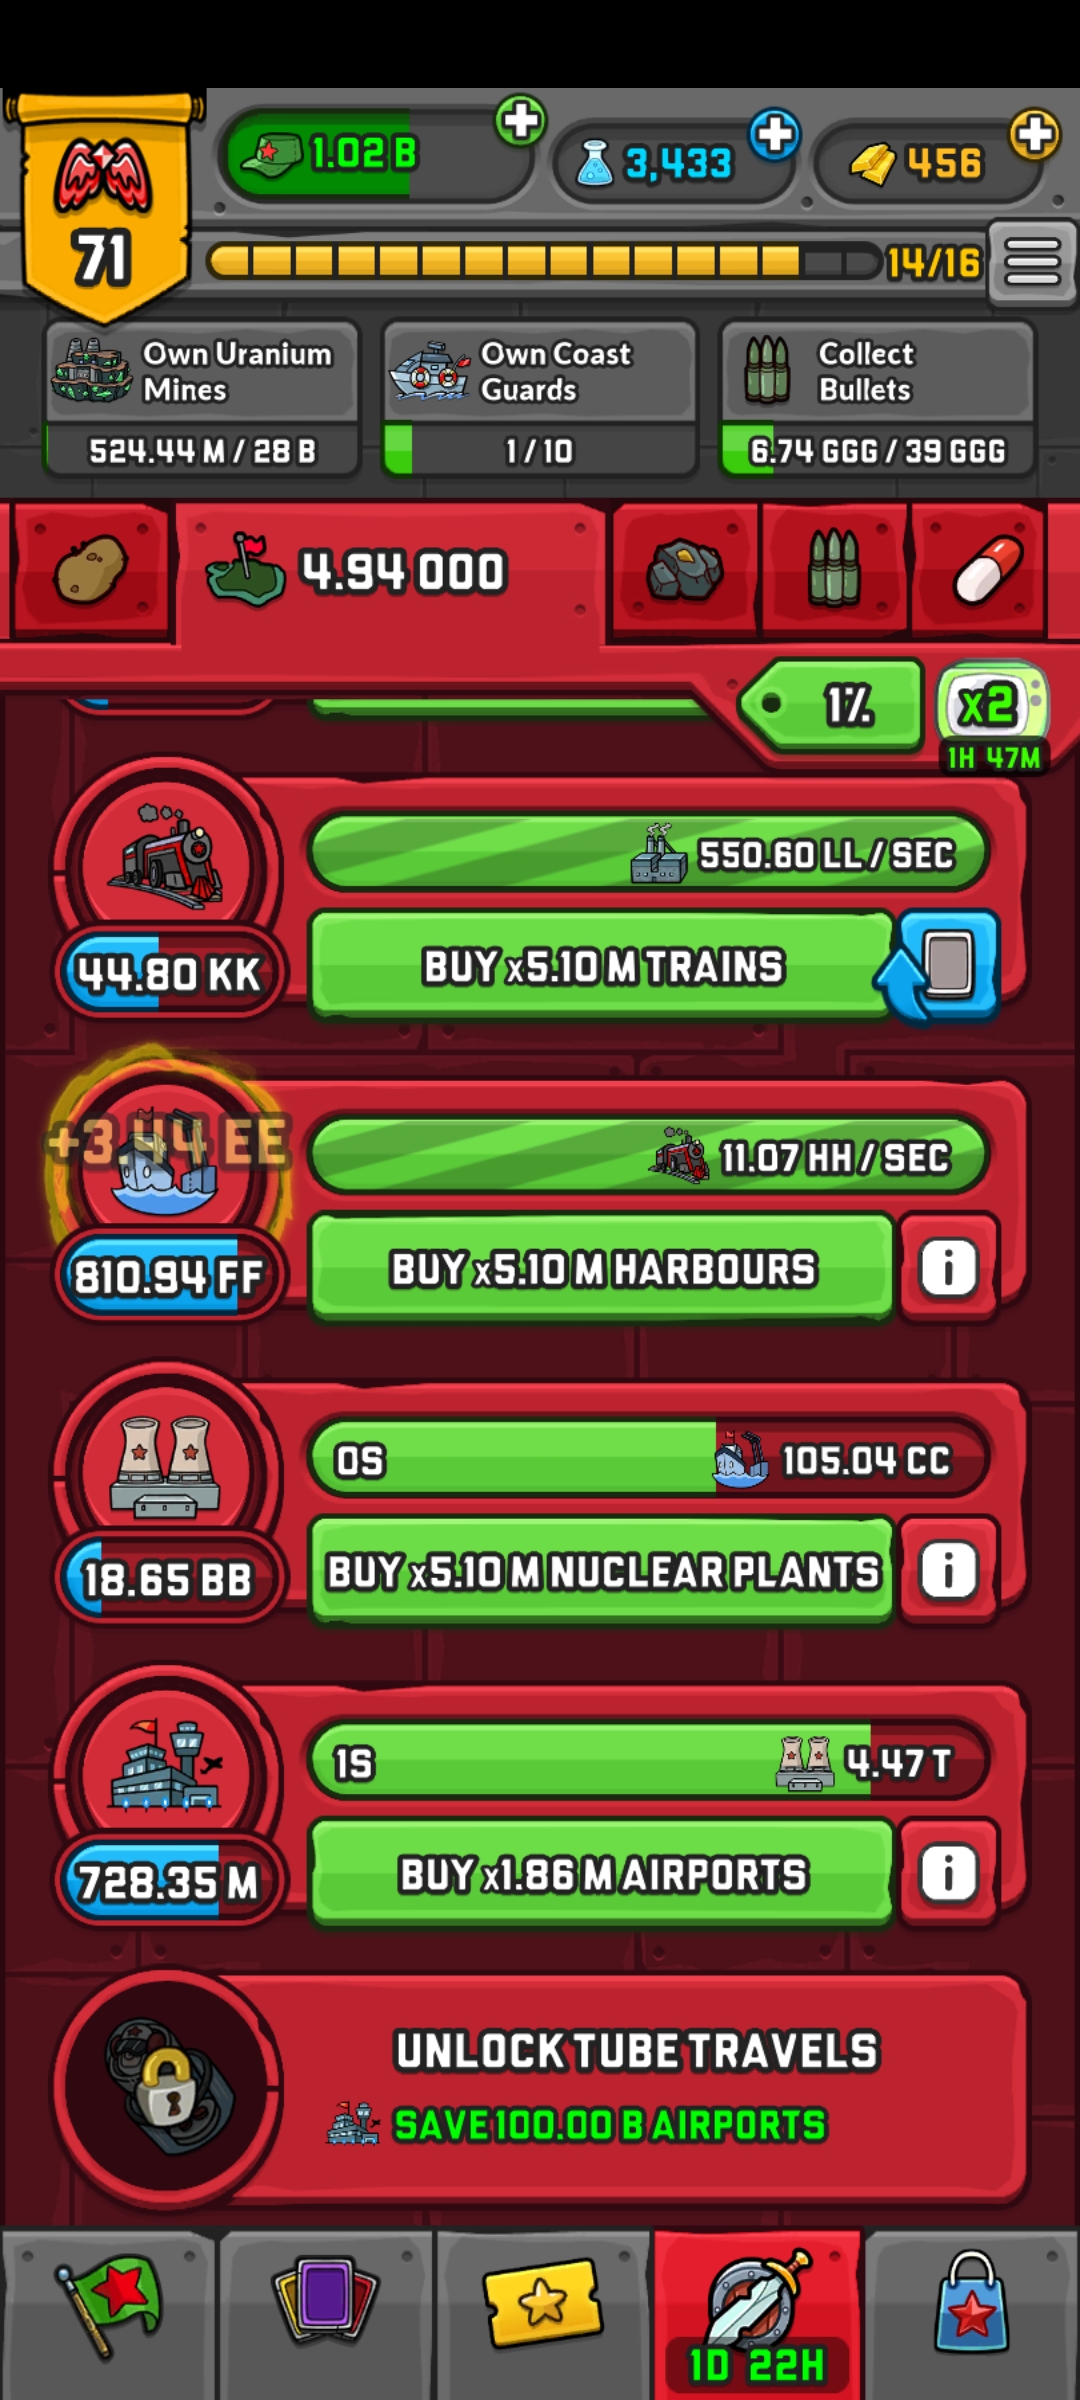 1.02 B
3,433
456
71
14/16
Own Uranium
Mines
524.44 M / 28 B
Own Coast
Guards
1 / 10
Collect
Bullets
6.74 GGG / 39 GGG
4.94 OOO
1%
x2
1H 47M
550.60 LL / SEC
44.80 KK
BUY x5.10 M TRAINS
+3.44 EE
11.07 HH / SEC
810.94 FF
BUY x5.10 M HARBOURS
i
0S
105.04 CC
18.65 BB
BUY x5.10 M NUCLEAR PLANTS
i
1S
4.47 T
728.35 M
BUY x1.86 M AIRPORTS
i
UNLOCK TUBE TRAVELS
SAVE 100.00 B AIRPORTS
1D 22H